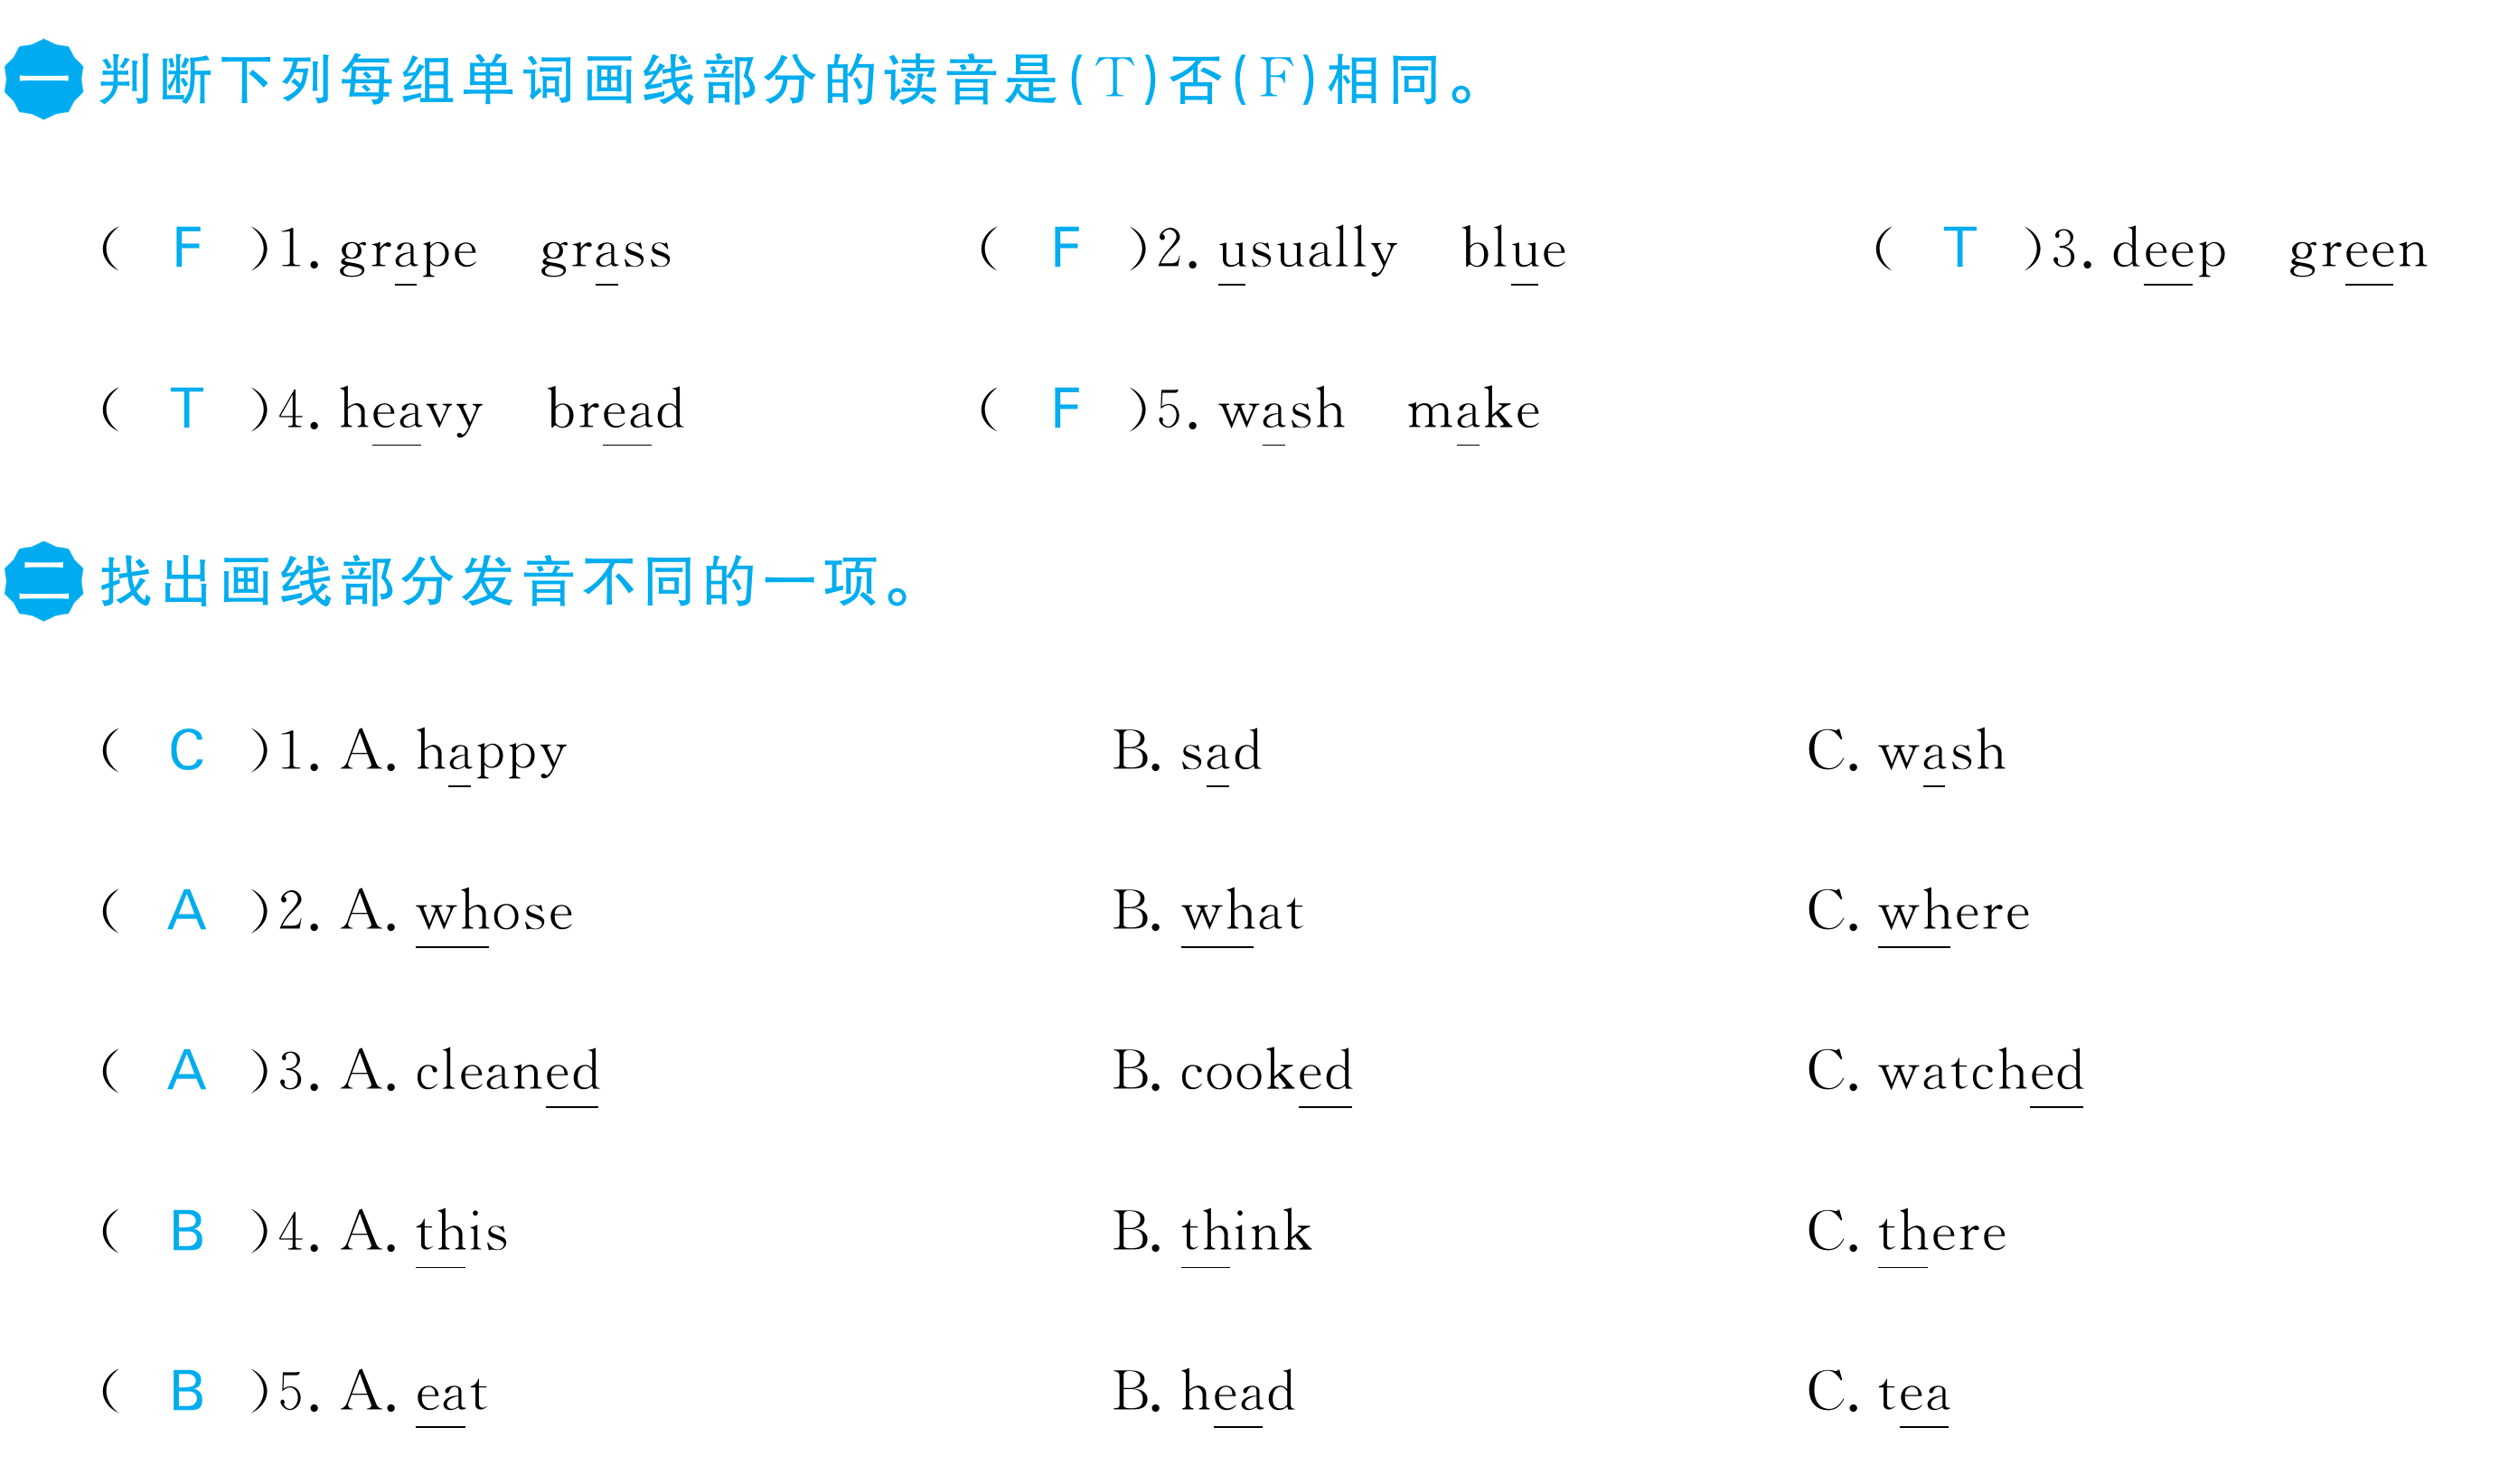 一 判断下列每组单词画线部分的读音是(T)否(F)相同。
( F )1. grape grass ( F )2. usually blue ( T )3. deep green
( T )4. heavy bread ( F )5. wash make
二 找出画线部分发音不同的一项。
( C )1. A. happy B. sad C. wash
( A )2. A. whose B. what C. where
( A )3. A. cleaned B. cooked C. watched
( B )4. A. this B. think C. there
( B )5. A. eat B. head C. tea